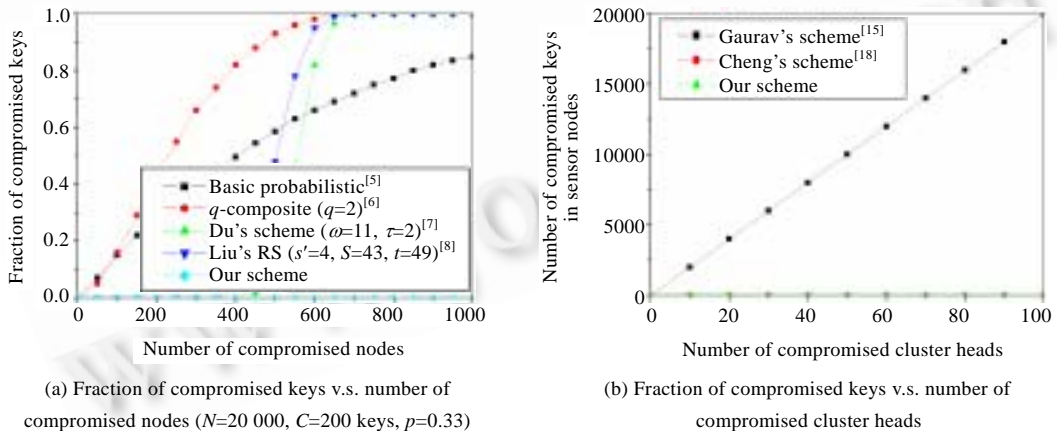 1.0
0.8
0.6
0.4
0.2
0.0
Fraction of compromised keys
0 200 400 600 800 1000
Number of compromised nodes
Basic probabilistic[5]
q-composite (q=2)[6]
Du's scheme (ω=11, τ=2)[7]
Liu's RS (s′=4, S=43, t=49)[8]
Our scheme
(a) Fraction of compromised keys v.s. number of
compromised nodes (N=20 000, C=200 keys, p=0.33)
20000
15000
10000
5000
0
Number of compromised keys
in sensor nodes
0 20 40 60 80 100
Number of compromised cluster heads
Gaurav's scheme[15]
Cheng's scheme[18]
Our scheme
(b) Fraction of compromised keys v.s. number of
compromised cluster heads